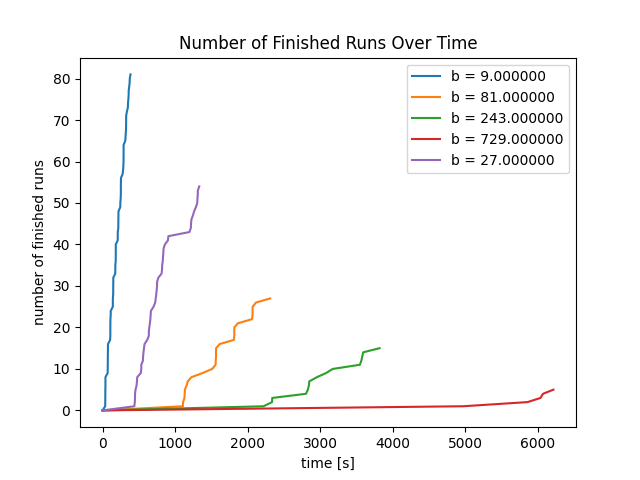 Number of Finished Runs Over Time
number of finished runs
80
70
60
50
40
30
20
10
0
b = 9.000000
b = 81.000000
b = 243.000000
b = 729.000000
b = 27.000000
0 1000 2000 3000 4000 5000 6000
time [s]